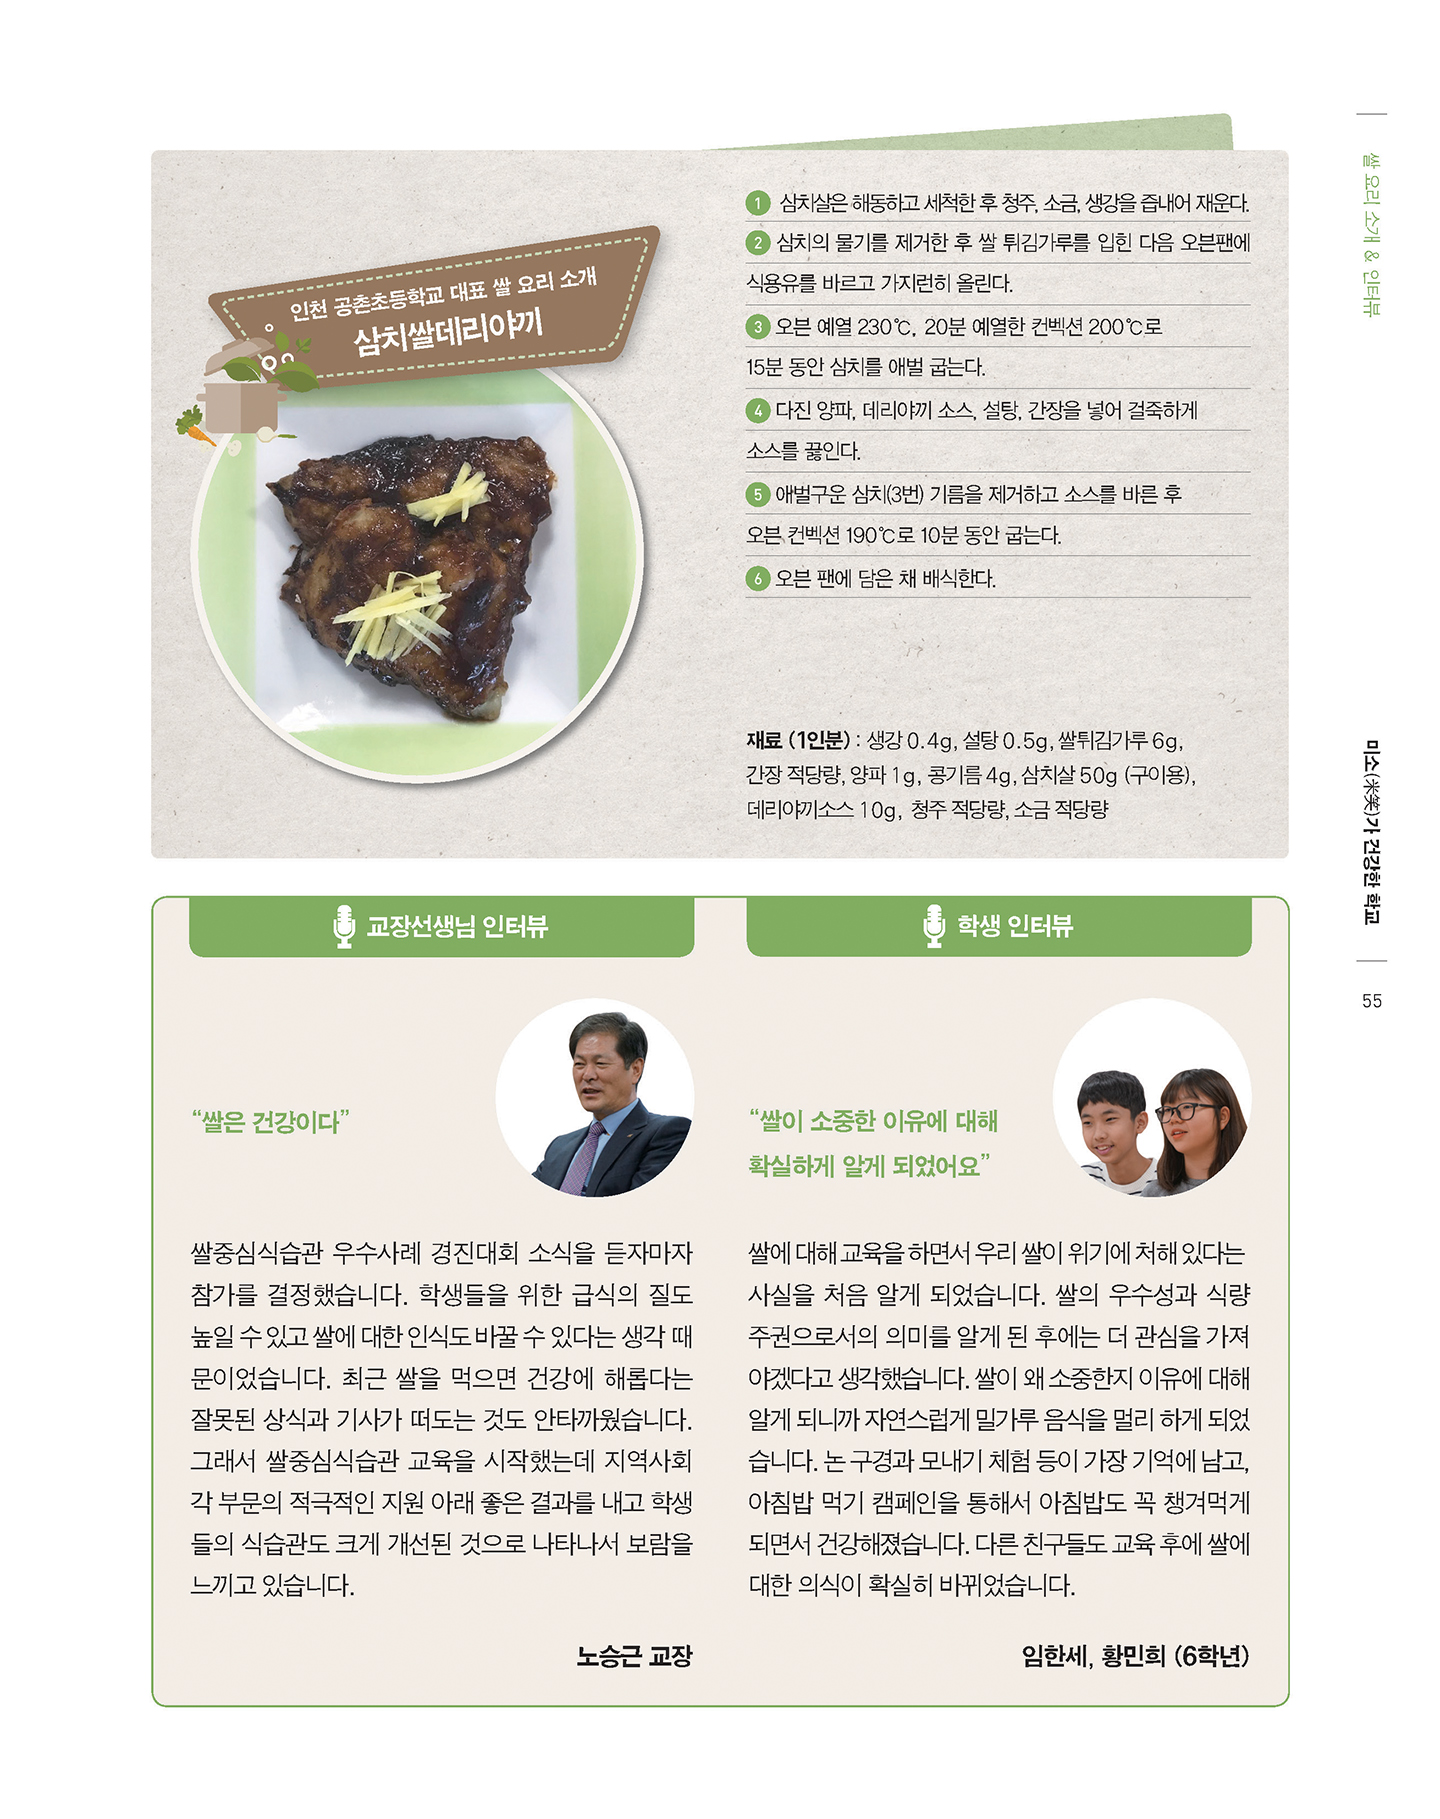 인천 공촌초등학교 대표 쌀 요리 소개
삼치쌀데리야끼
1 삼치살은 해동하고 세척한 후 청주, 소금, 생강을 즙내어 재운다.
2 삼치의 물기를 제거한 후 쌀 튀김가루를 입힌 다음 오븐팬에
식용유를 바르고 가지런히 올린다.
3 오븐 예열 230℃, 20분 예열한 컨벡션 200℃로
15분 동안 삼치를 애벌 굽는다.
4 다진 양파, 데리야끼 소스, 설탕, 간장을 넣어 걸죽하게
소스를 끓인다.
5 애벌구운 삼치(3번) 기름을 제거하고 소스를 바른 후
오븐 컨벡션 190℃로 10분 동안 굽는다.
6 오븐 팬에 담은 채 배식한다.
재료 (1인분) : 생강 0.4g, 설탕 0.5g, 쌀튀김가루 6g,
간장 적당량, 양파 1g, 콩기름 4g, 삼치살 50g (구이용),
데리야끼소스 10g, 청주 적당량, 소금 적당량
교장선생님 인터뷰
“쌀은 건강이다”
쌀중심식습관 우수사례 경진대회 소식을 듣자마자
참가를 결정했습니다. 학생들을 위한 급식의 질도
높일 수 있고 쌀에 대한 인식도 바꿀 수 있다는 생각 때
문이었습니다. 최근 쌀을 먹으면 건강에 해롭다는
잘못된 상식과 기사가 떠도는 것도 안타까웠습니다.
그래서 쌀중심식습관 교육을 시작했는데 지역사회
각 부문의 적극적인 지원 아래 좋은 결과를 내고 학생
들의 식습관도 크게 개선된 것으로 나타나서 보람을
느끼고 있습니다.
노승근 교장
학생 인터뷰
“쌀이 소중한 이유에 대해
확실하게 알게 되었어요”
쌀에 대해 교육을 하면서 우리 쌀이 위기에 처해 있다는
사실을 처음 알게 되었습니다. 쌀의 우수성과 식량
주권으로서의 의미를 알게 된 후에는 더 관심을 가져
야겠다고 생각했습니다. 쌀이 왜 소중한지 이유에 대해
알게 되니까 자연스럽게 밀가루 음식을 멀리 하게 되었
습니다. 논 구경과 모내기 체험 등이 가장 기억에 남고,
아침밥 먹기 캠페인을 통해서 아침밥도 꼭 챙겨먹게
되면서 건강해졌습니다. 다른 친구들도 교육 후에 쌀에
대한 의식이 확실히 바뀌었습니다.
임한세, 황민희 (6학년)
쌀 요리 소개 & 인터뷰
미소(米笑)가 건강한 학교
55